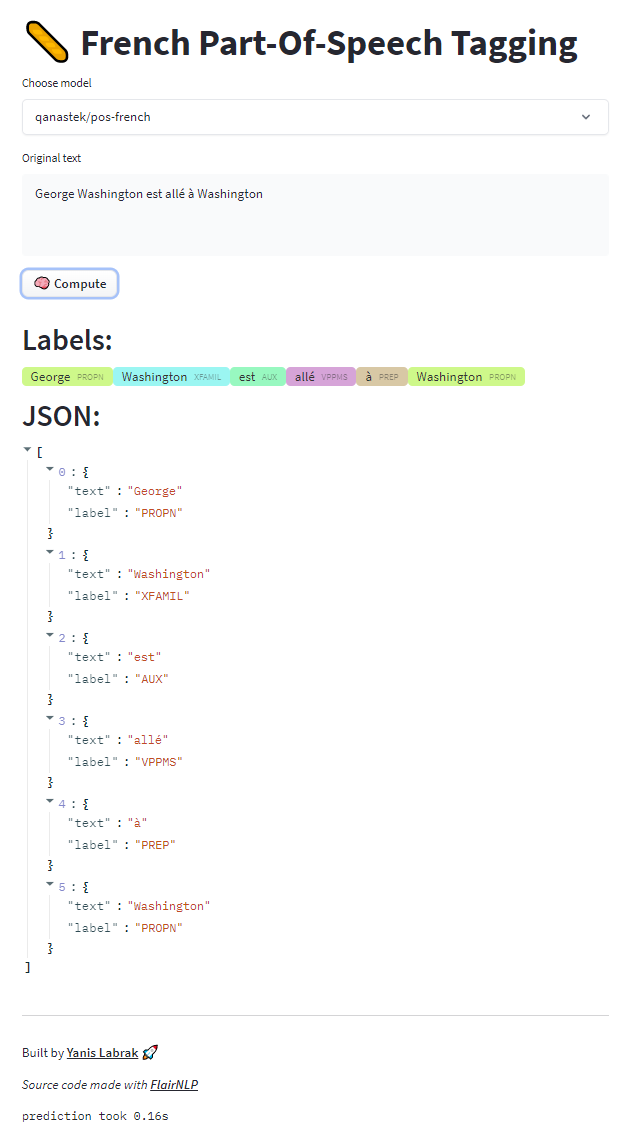 French Part-Of-Speech Tagging
Choose model
qanastek/pos-french
Original text
George Washington est allé à Washington
Compute
Labels:
George PROPN Washington XFAMIL est AUX allé VPPMS à PREP Washington PROPN
JSON:
[
0 : {
"text" : "George"
"label" : "PROPN"
}
1 : {
"text" : "Washington"
"label" : "XFAMIL"
}
2 : {
"text" : "est"
"label" : "AUX"
}
3 : {
"text" : "allé"
"label" : "VPPMS"
}
4 : {
"text" : "à"
"label" : "PREP"
}
5 : {
"text" : "Washington"
"label" : "PROPN"
}
]
Built by Yanis Labrak
Source code made with FlairNLP
prediction took 0.16s